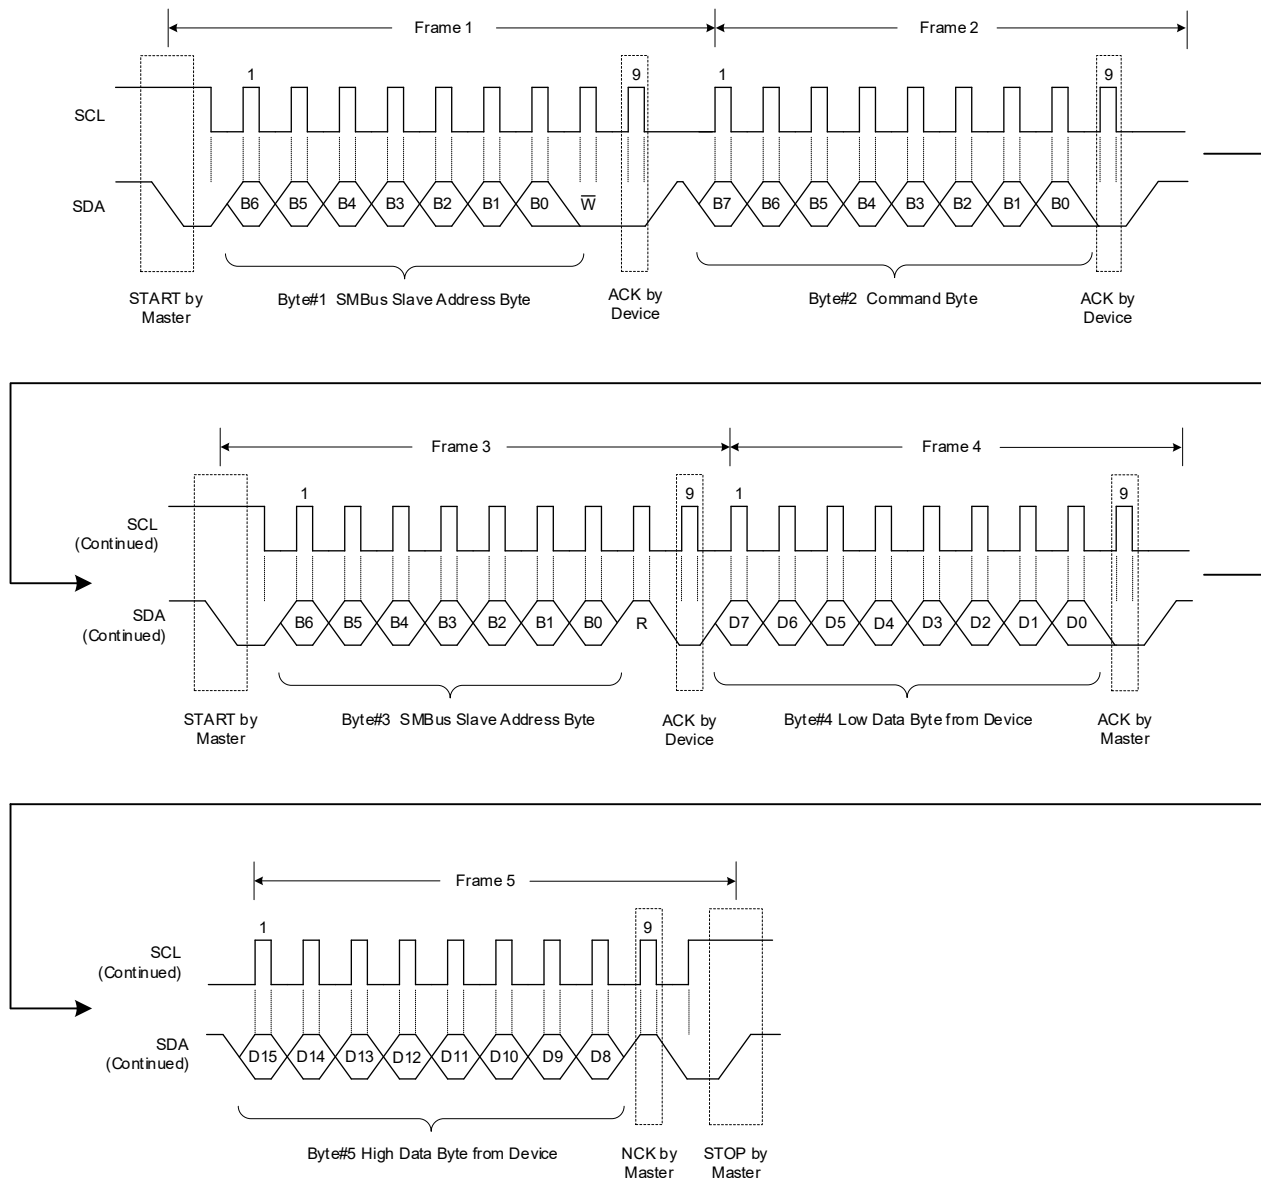 Frame 1
Frame 2
1
9
1
9
SCL
SDA
B6 B5 B4 B3 B2 B1 B0 W̅
B7 B6 B5 B4 B3 B2 B1 B0
START by
Master
Byte#1 SMBus Slave Address Byte
ACK by
Device
Byte#2 Command Byte
ACK by
Device
Frame 3
Frame 4
1
9
1
9
SCL
(Continued)
SDA
(Continued)
B6 B5 B4 B3 B2 B1 B0 R
D7 D6 D5 D4 D3 D2 D1 D0
START by
Master
Byte#3 SMBus Slave Address Byte
ACK by
Device
Byte#4 Low Data Byte from Device
ACK by
Master
Frame 5
1
9
SCL
(Continued)
SDA
(Continued)
D15 D14 D13 D12 D11 D10 D9 D8
Byte#5 High Data Byte from Device
NCK by
Master
STOP by
Master